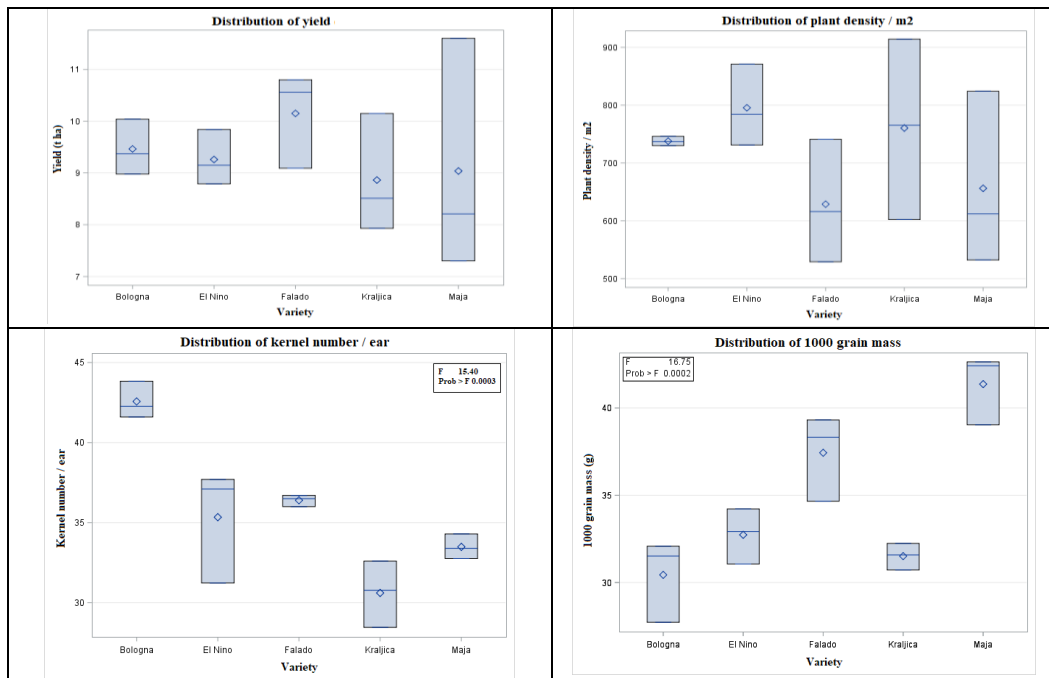 Distribution of yield
11
10
9
8
7
Yield (t ha)
Bologna El Nino Falado Kraljica Maja
Variety
Distribution of plant density / m2
900
800
700
600
500
Plant density / m2
Bologna El Nino Falado Kraljica Maja
Variety
Distribution of kernel number / ear
F 15.40
Prob > F 0.0003
45
40
35
30
Kernel number / ear
Bologna El Nino Falado Kraljica Maja
Variety
Distribution of 1000 grain mass
F 16.75
Prob > F 0.0002
40
35
30
1000 grain mass (g)
Bologna El Nino Falado Kraljica Maja
Variety